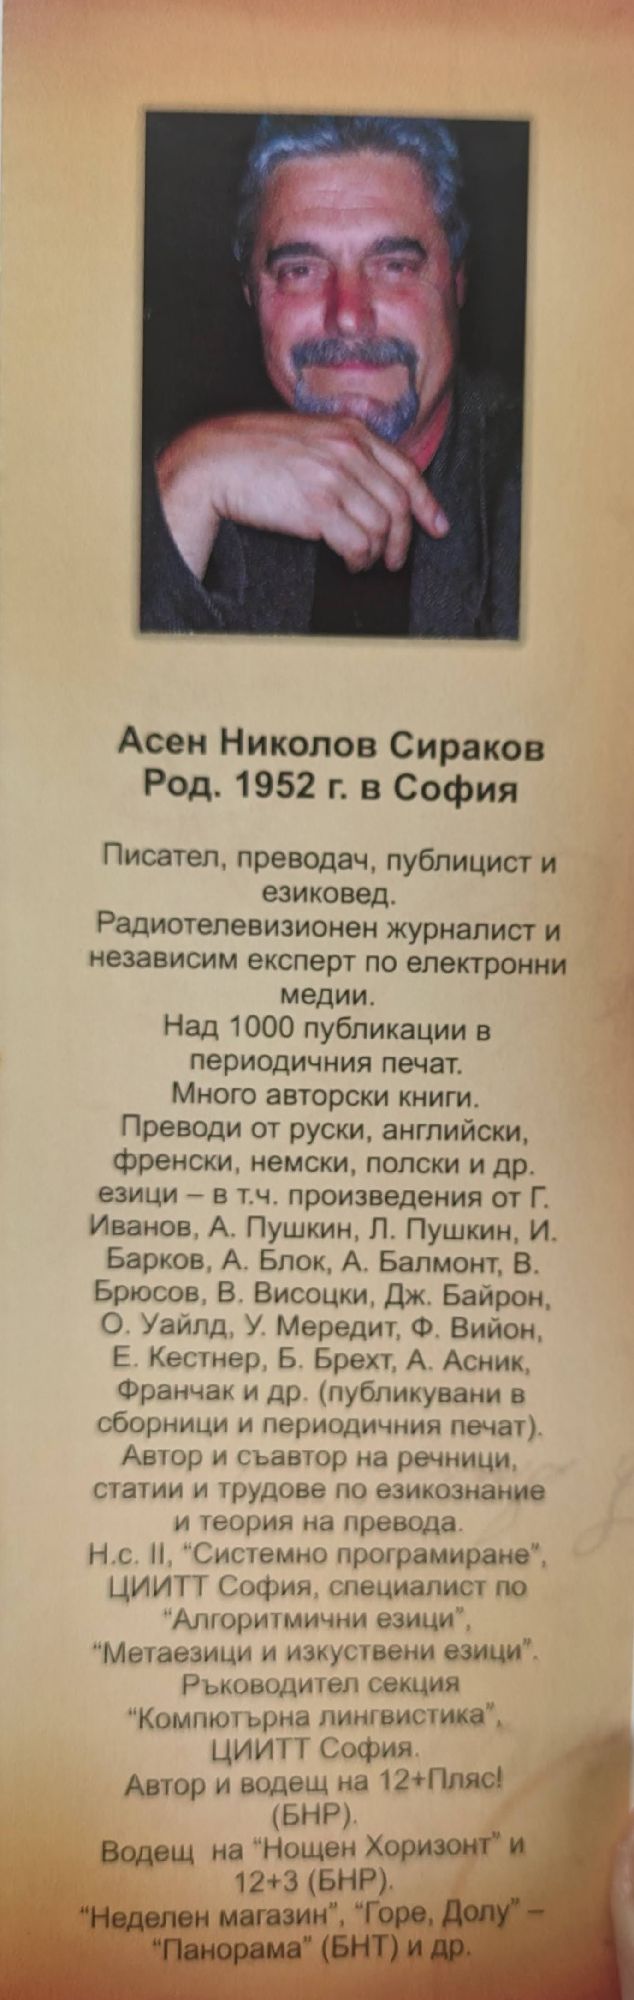 Асен Николов Сираков
Род. 1952 г. в София
Писател, преводач, публицист и
езиковед.
Радиотелевизионен журналист и
независим експерт по електронни
медии.
Над 1000 публикации в
периодичния печат.
Много авторски книги.
Преводи от руски, английски,
френски, немски, полски и др.
езици – в т.ч. произведения от Г.
Иванов, А. Пушкин, Л. Пушкин, И.
Барков, А. Блок, А. Балмонт, В.
Брюсов, В. Висоцки, Дж. Байрон,
О. Уайлд, У. Мередит, Ф. Вийон,
Е. Кестнер, Б. Брехт, А. Асник,
Франчак и др. (публикувани в
сборници и периодичния печат).
Автор и съавтор на речници,
статии и трудове по езикознание
и теория на превода.
Н.с. II, “Системно програмиране”,
ЦИИТТ София, специалист по
“Алгоритмични езици”,
“Метаезици и изкуствени езици”.
Ръководител секция
“Компютърна лингвистика”,
ЦИИТТ София.
Автор и водещ на 12+Пляс!
(БНР).
Водещ на “Нощен Хоризонт” и
12+3 (БНР).
“Неделен магазин”, “Горе, Долу” –
“Панорама” (БНТ) и др.